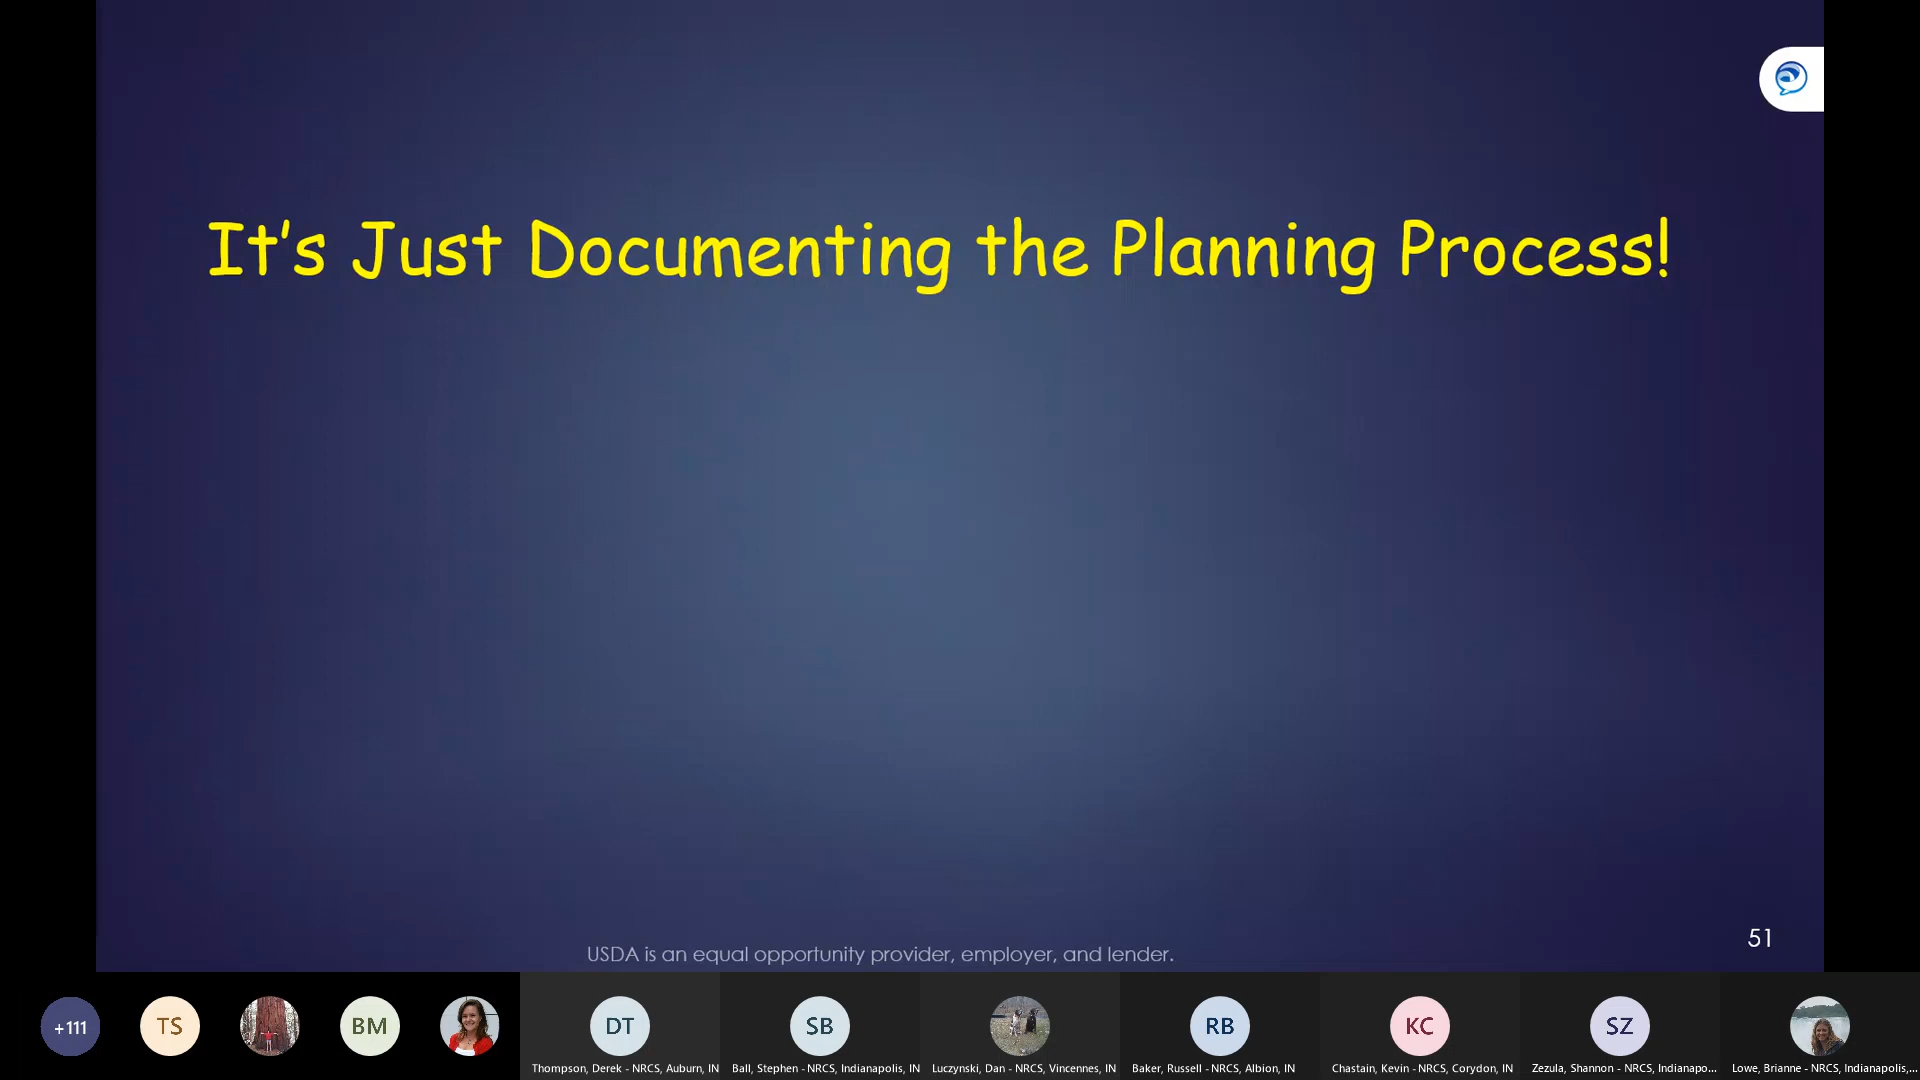 It's Just Documenting the Planning Process!
51
USDA is an equal opportunity provider, employer, and lender.
+111
TS
BM
DT
SB
RB
KC
SZ
Thompson, Derek - NRCS, Auburn, IN
Ball, Stephen - NRCS, Indianapolis, IN
Luczynski, Dan - NRCS, Vincennes, IN
Baker, Russell - NRCS, Albion, IN
Chastain, Kevin - NRCS, Corydon, IN
Zezula, Shannon - NRCS, Indianapo...
Lowe, Brianne - NRCS, Indianapolis,...